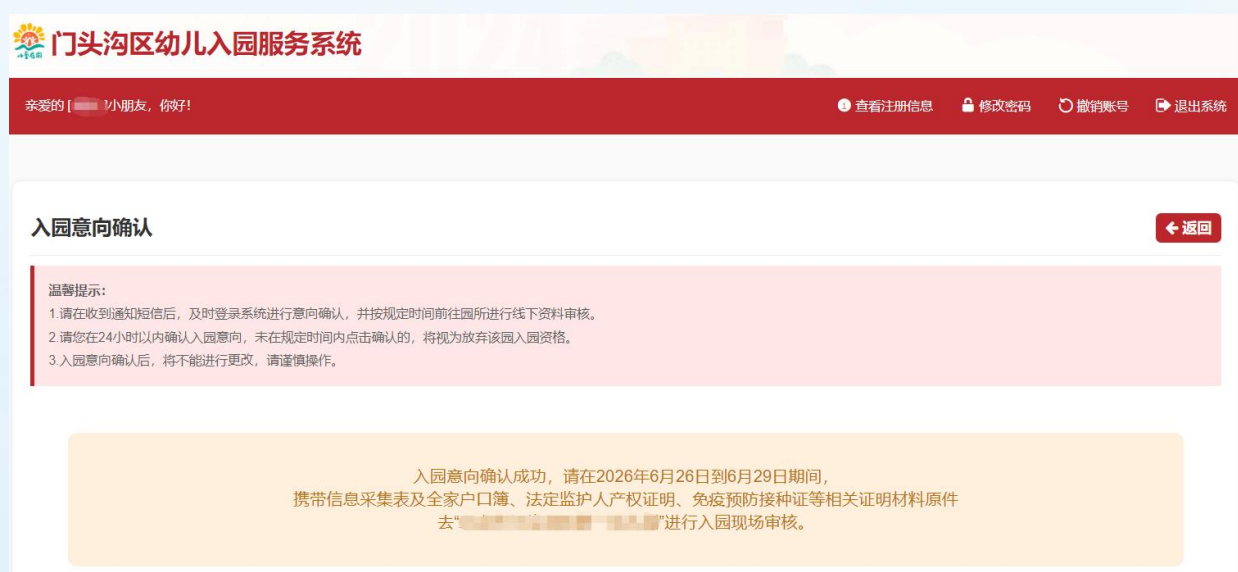 门头沟区幼儿入园服务系统
亲爱的 [ ]小朋友，你好！
查看注册信息 修改密码 撤销账号 退出系统
入园意向确认
返回
温馨提示：
1.请在收到通知短信后，及时登录系统进行意向确认，并按规定时间前往园所进行线下资料审核。
2.请您在24小时以内确认入园意向，未在规定时间内点击确认的，将视为放弃该园入园资格。
3.入园意向确认后，将不能进行更改，请谨慎操作。
入园意向确认成功，请在2026年6月26日到6月29日期间，
携带信息采集表及全家户口簿、法定监护人产权证明、免疫预防接种证等相关证明材料原件
去“ ”进行入园现场审核。